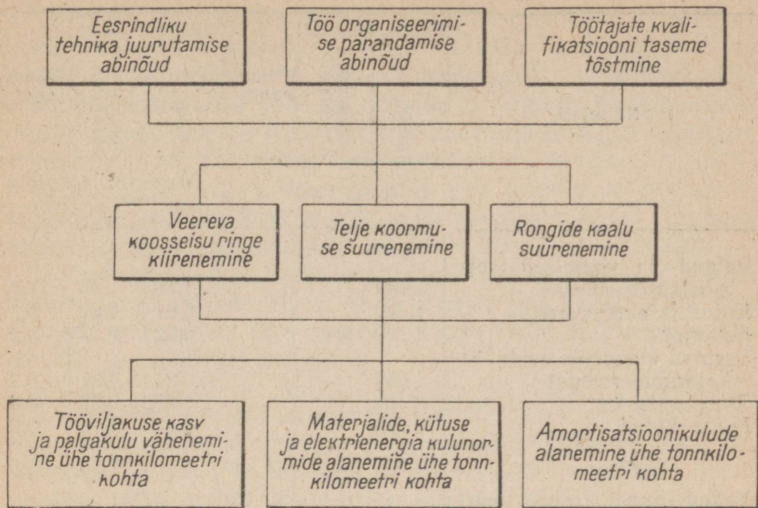 Eesrindliku
tehnika juurutamise
abinõud
Töö organiseerimi-
se parandamise
abinõud
Töötajate kvali-
fikatsiooni taseme
tõstmine
Veereva
koosseisu ringe
kiirenemine
Telje koormu-
se suurenemine
Rongide kaalu
suurenemine
Tööviljakuse kasv
ja palgakulu vähenemi-
ne ühe tonnkilomeetri
kohta
Materjalide, kütuse
ja elektrienergia kulunor-
mide alanemine ühe tonn-
kilomeetri kohta
Amortisatsioonikulude
alanemine ühe tonnkilo-
meetri kohta